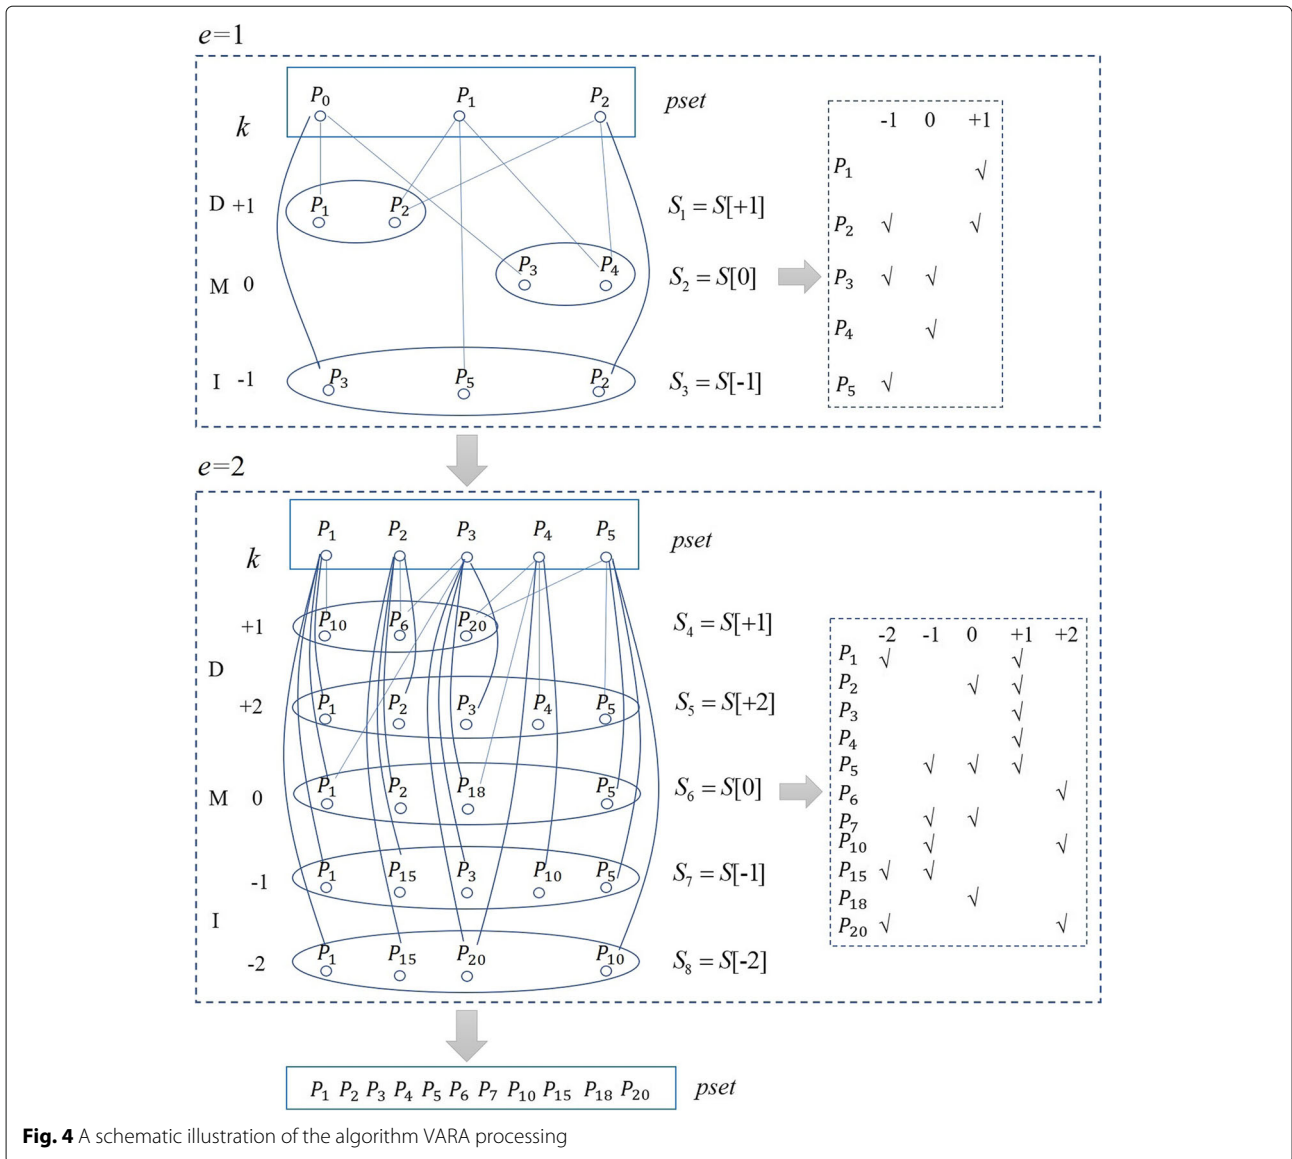 e=1
P0 P1 P2 pset
k
-1 0 +1
P1 √
D +1 P1 P2 S1 = S[+1]
P2 √ √
M 0 P3 P4 S2 = S[0]
P3 √ √
P4 √
I -1 P3 P5 P2 S3 = S[-1]
P5 √
e=2
P1 P2 P3 P4 P5 pset
k
+1 P10 P6 P20 S4 = S[+1]
D
+2 P1 P2 P3 P4 P5 S5 = S[+2]
M 0 P1 P2 P18 P5 S6 = S[0]
-1 P1 P15 P3 P10 P5 S7 = S[-1]
I
-2 P1 P15 P20 P10 S8 = S[-2]
-2 -1 0 +1 +2
P1 √ √
P2 √ √
P3 √
P4 √
P5 √ √ √
P6 √
P7 √ √
P10 √ √
P15 √ √
P18 √
P20 √ √
P1 P2 P3 P4 P5 P6 P7 P10 P15 P18 P20 pset
Fig. 4 A schematic illustration of the algorithm VARA processing